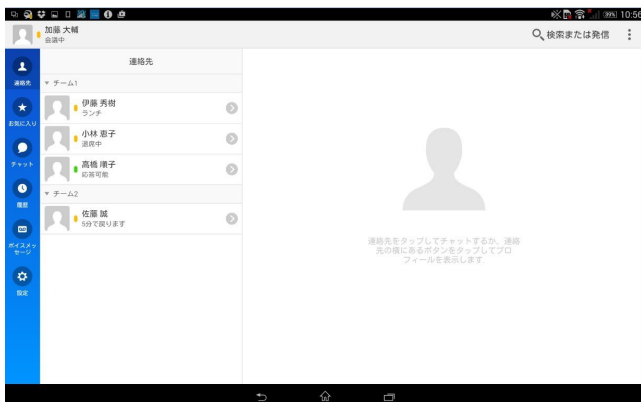 39% 10:56
加藤 大輔
会議中
検索または発信
連絡先
連絡先
チーム1
伊藤 秀樹
ランチ
お気に入り
小林 恵子
退席中
チャット
高橋 順子
応答可能
履歴
チーム2
佐藤 誠
5分で戻ります
ボイスメッ
セージ
設定
連絡先をタップしてチャットするか、連絡
先の横にあるボタンをタップしてプロ
フィールを表示します